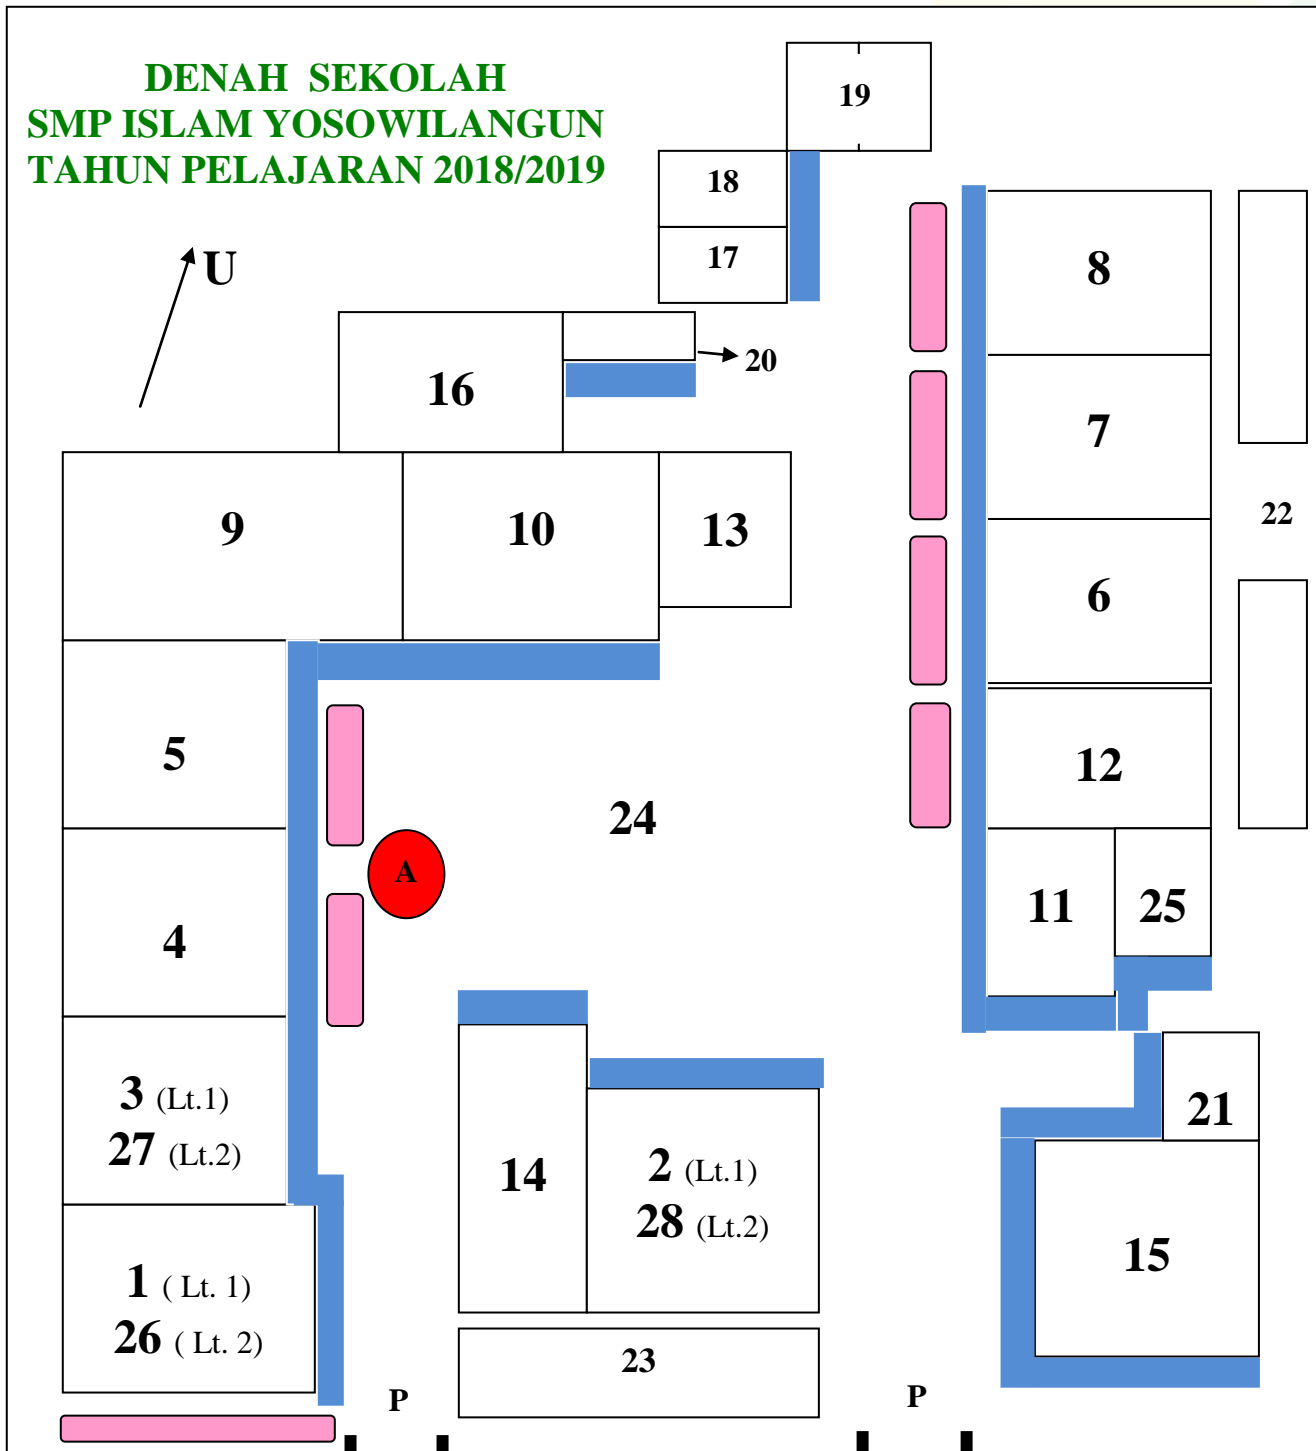 DENAH SEKOLAH
SMP ISLAM YOSOWILANGUN
TAHUN PELAJARAN 2018/2019
19
18
17
U
8
20
16
7
22
9
10
13
6
5
12
24
A
4
11
25
3 (Lt.1)
27 (Lt.2)
21
14
2 (Lt.1)
28 (Lt.2)
15
1 ( Lt. 1)
26 ( Lt. 2)
23
P
P